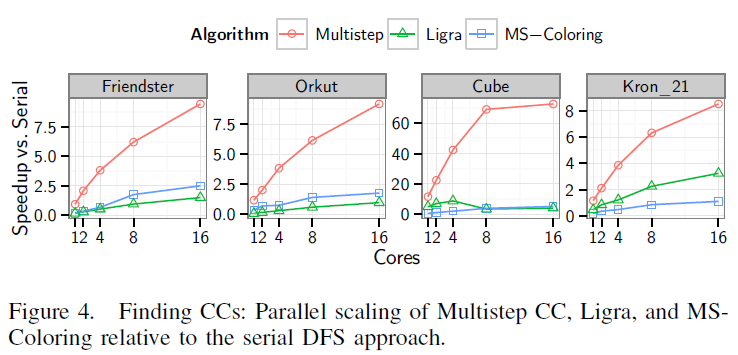 Algorithm Multistep Ligra MS−Coloring
Friendster Orkut Cube Kron_21
Speedup vs. Serial
7.5
5.0
2.5
0.0
7.5
5.0
2.5
0.0
60
40
20
0
8
6
4
2
0
12 4 8 16 12 4 8 16 12 4 8 16 12 4 8 16
Cores
Figure 4. Finding CCs: Parallel scaling of Multistep CC, Ligra, and MS-
Coloring relative to the serial DFS approach.